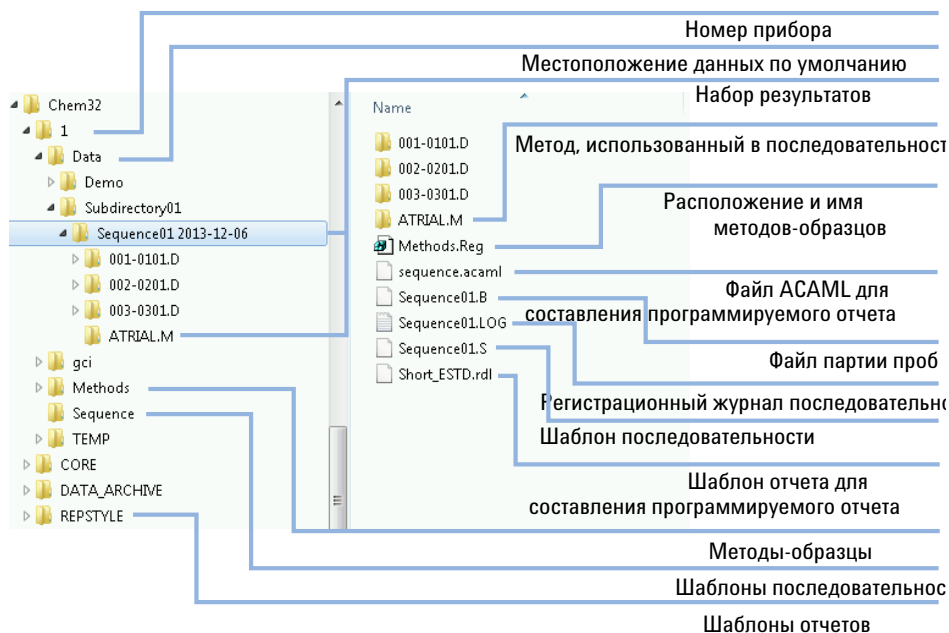 Номер прибора
Местоположение данных по умолчанию
Набор результатов
Метод, использованный в последовательност
Расположение и имя
методов-образцов
Файл ACAML для
составления программируемого отчета
Файл партии проб
Регистрационный журнал последовательно
Шаблон последовательности
Шаблон отчета для
составления программируемого отчета
Методы-образцы
Шаблоны последовательнос
Шаблоны отчетов
Chem32
1
Data
Demo
Subdirectory01
Sequence01 2013-12-06
001-0101.D
002-0201.D
003-0301.D
ATRIAL.M
gci
Methods
Sequence
TEMP
CORE
DATA_ARCHIVE
REPSTYLE
Name
001-0101.D
002-0201.D
003-0301.D
ATRIAL.M
Methods.Reg
sequence.acaml
Sequence01.B
Sequence01.LOG
Sequence01.S
Short_ESTD.rdl